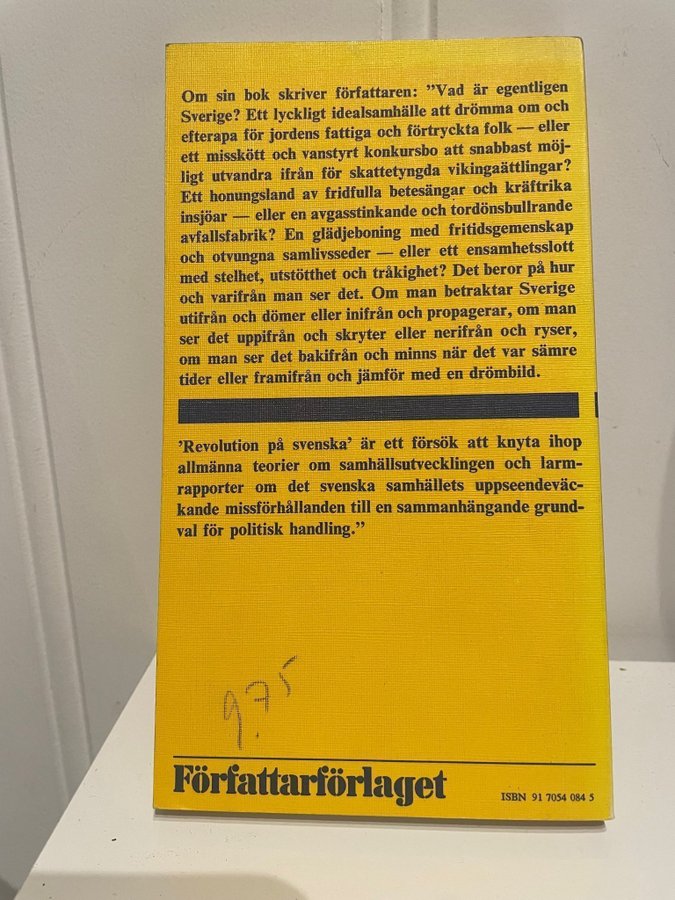 Om sin bok skriver författaren: ”Vad är egentligen
Sverige? Ett lyckligt idealsamhälle att drömma om och
efterapa för jordens fattiga och förtryckta folk — eller
ett misskött och vanstyrt konkursbo att snabbast möj-
ligt utvandra ifrån för skattetyngda vikingaättlingar?
Ett honungsland av fridfulla betesängar och kräftrika
insjöar — eller en avgasstinkande och tordönsbullrande
avfallsfabrik? En glädjeboning med fritidsgemenskap
och otvungna samlivsseder — eller ett ensamhetsslott
med stelhet, utstötthet och tråkighet? Det beror på hur
och varifrån man ser det. Om man betraktar Sverige
utifrån och dömer eller inifrån och propagerar, om man
ser det uppifrån och skryter eller nerifrån och ryser,
om man ser det bakifrån och minns när det var sämre
tider eller framifrån och jämför med en drömbild.
’Revolution på svenska’ är ett försök att knyta ihop
allmänna teorier om samhällsutvecklingen och larm-
rapporter om det svenska samhällets uppseendeväc-
kande missförhållanden till en sammanhängande grund-
val för politisk handling.”
9.75
Författarförlaget
ISBN 91 7054 084 5